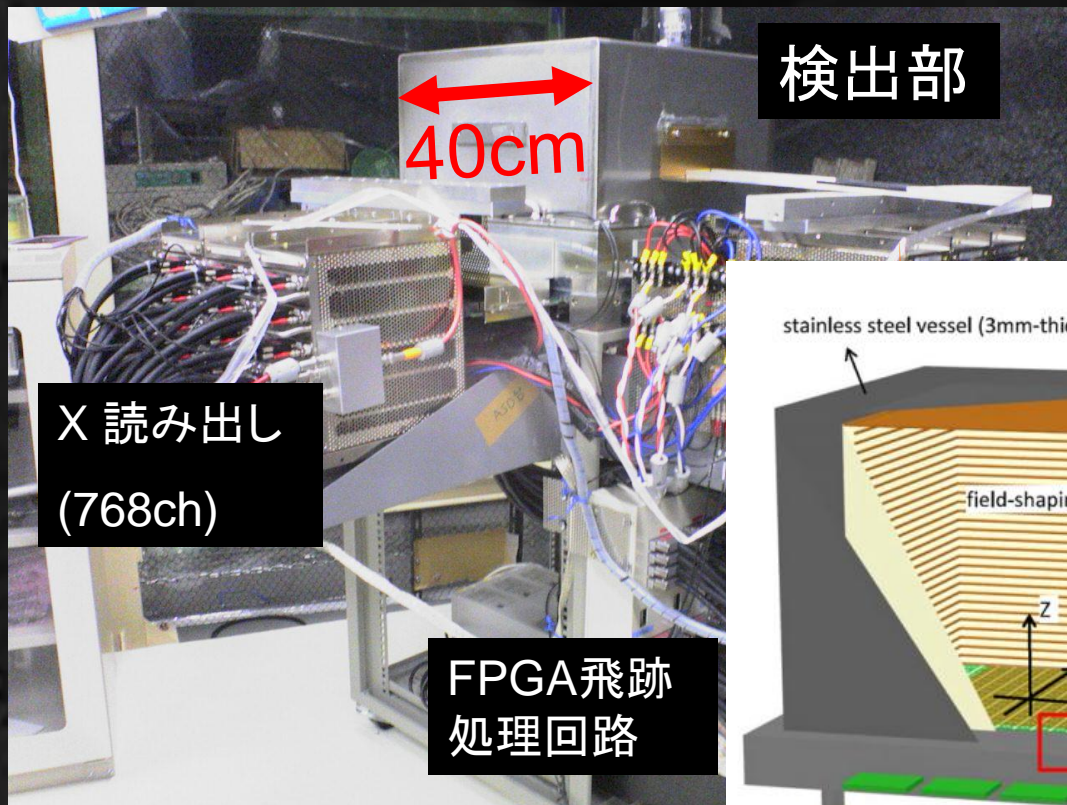 検出部
40cm
stainless steel vessel (3mm-thi
X 読み出し
(768ch)
field-shapi
Z
FPGA飛跡
処理回路